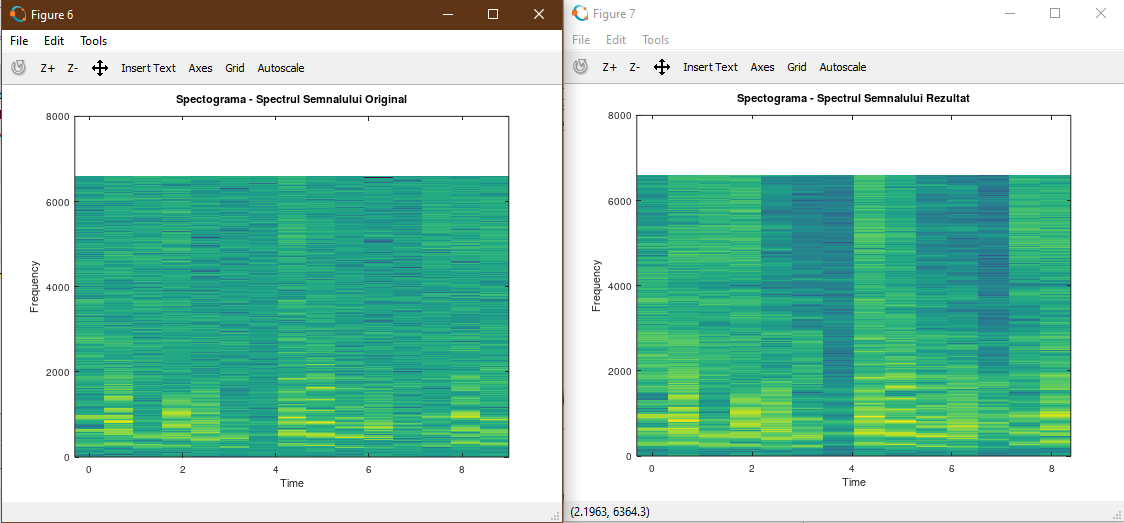 Figure 6
File Edit Tools
Z+ Z- Insert Text Axes Grid Autoscale
Spectograma - Spectrul Semnalului Original
8000
6000
4000
2000
0
Frequency
0 2 4 6 8
Time
Figure 7
File Edit Tools
Z+ Z- Insert Text Axes Grid Autoscale
Spectograma - Spectrul Semnalului Rezultat
8000
6000
4000
2000
0
Frequency
0 2 4 6 8
Time
(2.1963, 6364.3)